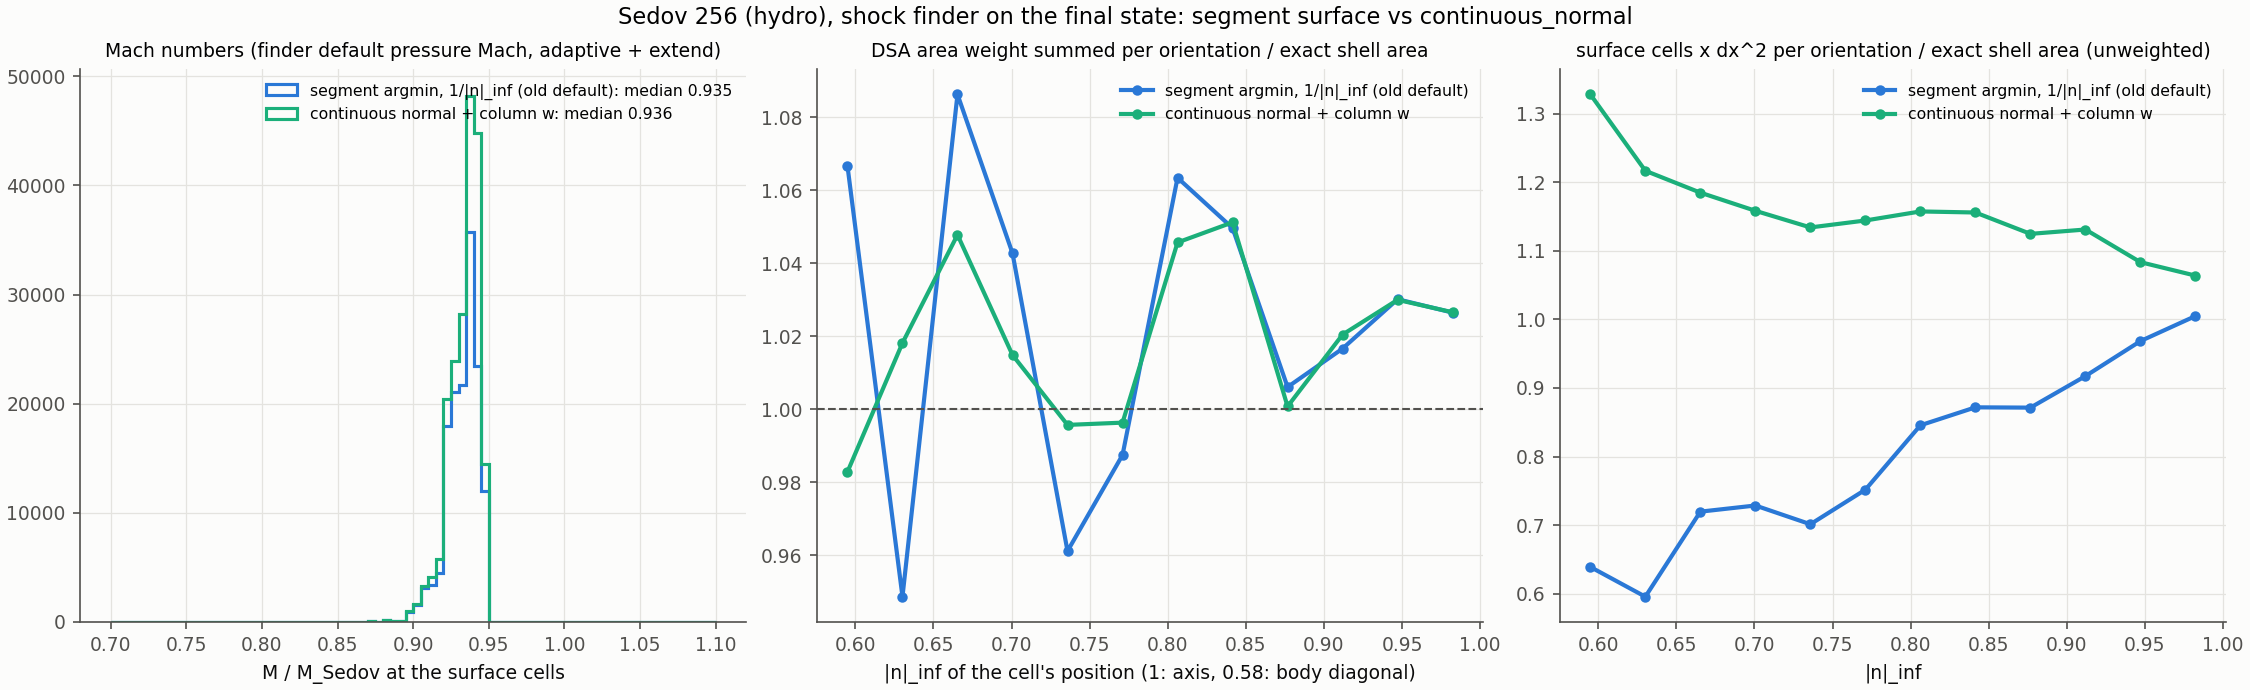 Sedov 256 (hydro), shock finder on the final state: segment surface vs continuous_normal
Mach numbers (finder default pressure Mach, adaptive + extend)
segment argmin, 1/|n|_inf (old default): median 0.935
continuous normal + column w: median 0.936
50000
40000
30000
20000
10000
0
0.70 0.75 0.80 0.85 0.90 0.95 1.00 1.05 1.10
M / M_Sedov at the surface cells
DSA area weight summed per orientation / exact shell area
segment argmin, 1/|n|_inf (old default)
continuous normal + column w
1.08
1.06
1.04
1.02
1.00
0.98
0.96
0.60 0.65 0.70 0.75 0.80 0.85 0.90 0.95 1.00
|n|_inf of the cell's position (1: axis, 0.58: body diagonal)
surface cells x dx^2 per orientation / exact shell area (unweighted)
segment argmin, 1/|n|_inf (old default)
continuous normal + column w
1.3
1.2
1.1
1.0
0.9
0.8
0.7
0.6
0.60 0.65 0.70 0.75 0.80 0.85 0.90 0.95 1.00
|n|_inf